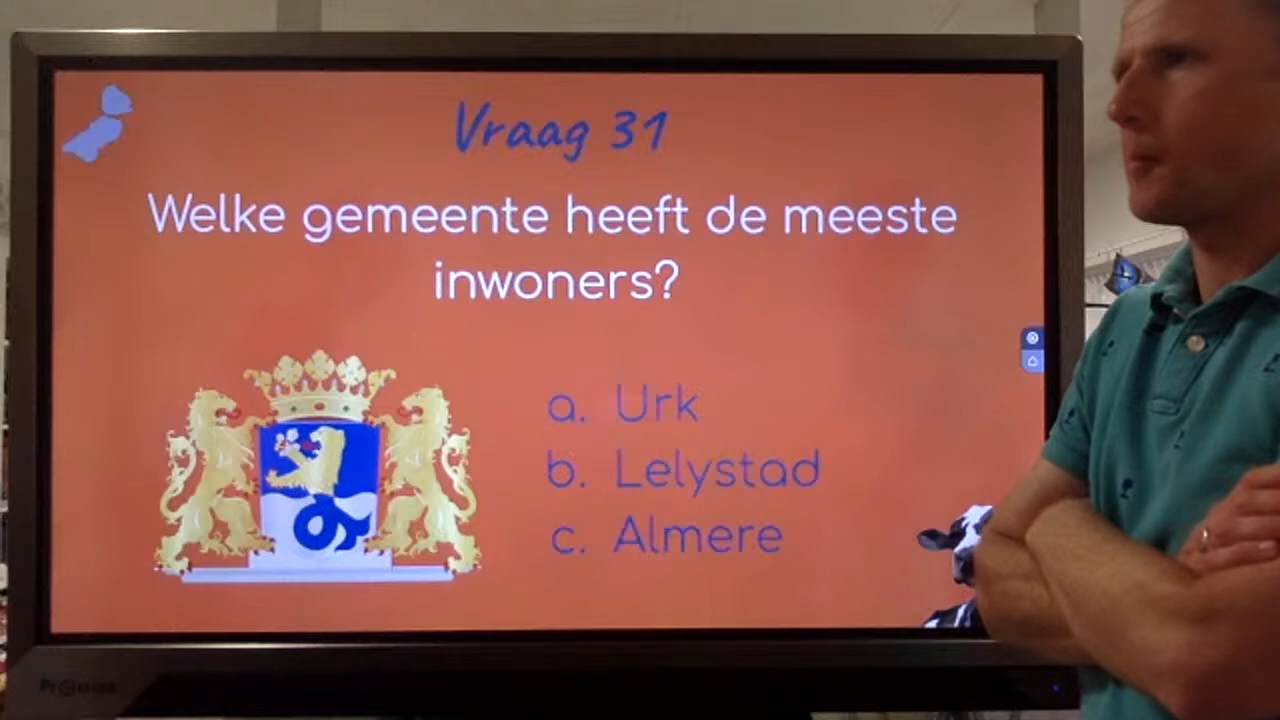 Vraag 31
Welke gemeente heeft de meeste
inwoners?
a. Urk
b. Lelystad
c. Almere